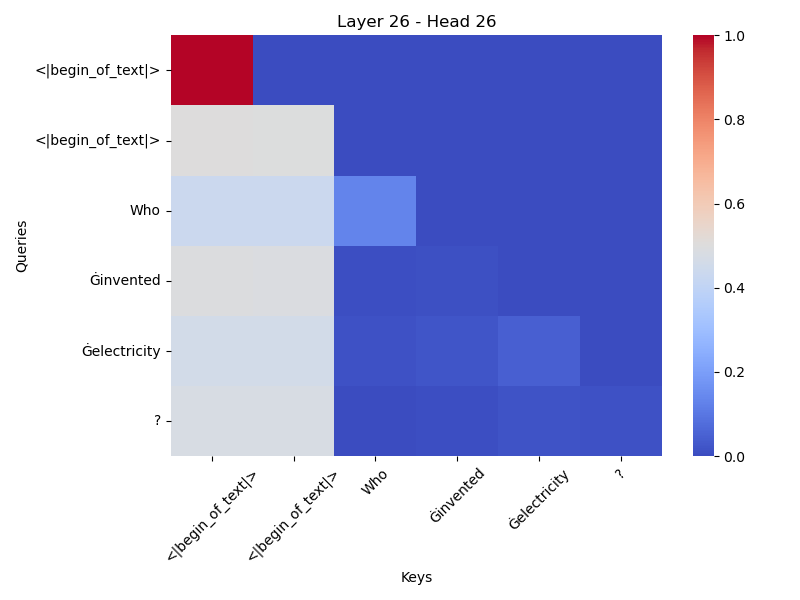 Layer 26 - Head 26
<|begin_of_text|>
<|begin_of_text|>
Who
Ġinvented
Ġelectricity
?
Queries
<|begin_of_text|>
<|begin_of_text|>
Who
Ġinvented
Ġelectricity
?
Keys
1.0
0.8
0.6
0.4
0.2
0.0